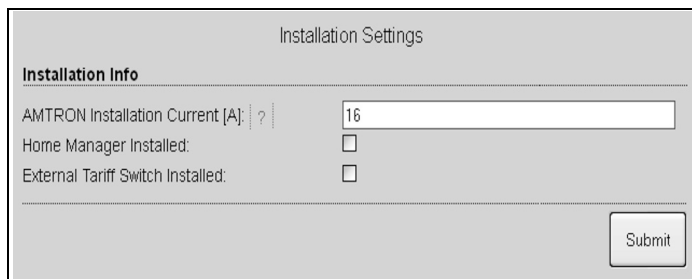 Installation Settings
Installation Info
AMTRON Installation Current [A]: ? 16
Home Manager Installed:
External Tariff Switch Installed:
Submit